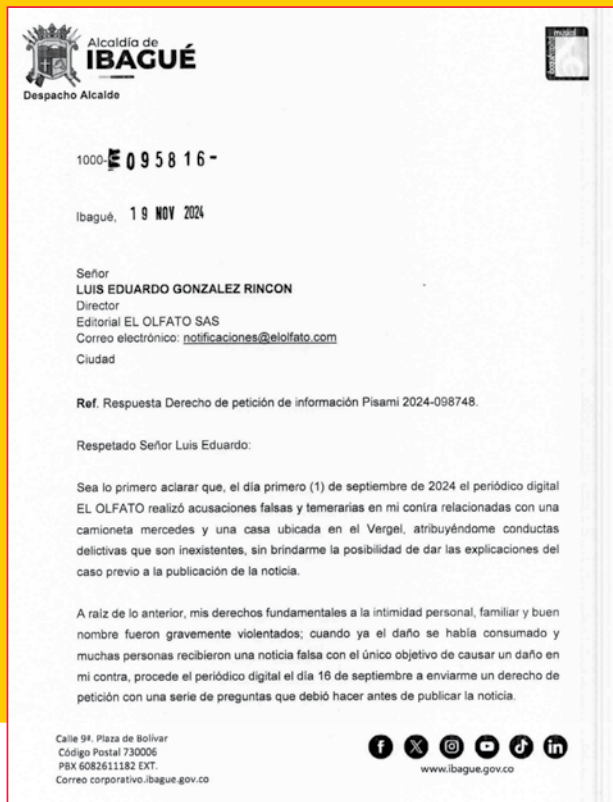 Alcaldía de
IBAGUÉ
Despacho Alcalde
musical
1000-
095816-
Ibagué, 19 NOV 2024
Señor
LUIS EDUARDO GONZALEZ RINCON
Director
Editorial EL OLFATO SAS
Correo electrónico: notificaciones@elolfato.com
Ciudad
Ref. Respuesta Derecho de petición de información Pisami 2024-098748.
Respetado Señor Luis Eduardo:
Sea lo primero aclarar que, el día primero (1) de septiembre de 2024 el periódico digital
EL OLFATO realizó acusaciones falsas y temerarias en mi contra relacionadas con una
camioneta mercedes y una casa ubicada en el Vergel, atribuyéndome conductas
delictivas que son inexistentes, sin brindarme la posibilidad de dar las explicaciones del
caso previo a la publicación de la noticia.
A raíz de lo anterior, mis derechos fundamentales a la intimidad personal, familiar y buen
nombre fueron gravemente violentados; cuando ya el daño se había consumado y
muchas personas recibieron una noticia falsa con el único objetivo de causar un daño en
mi contra, procede el periódico digital el día 16 de septiembre a enviarme un derecho de
petición con una serie de preguntas que debió hacer antes de publicar la noticia.
Calle 9ª. Plaza de Bolívar
Código Postal 730006
PBX 6082611182 EXT.
Correo corporativo.ibague.gov.co
www.ibague.gov.co